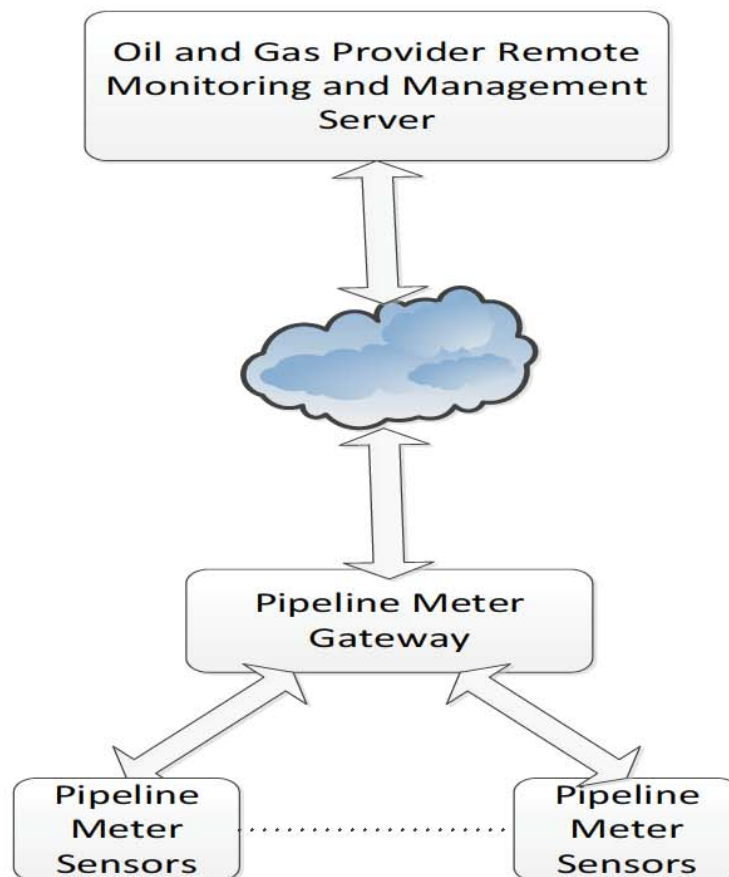 Oil and Gas Provider Remote
Monitoring and Management
Server
Pipeline Meter
Gateway
Pipeline
Meter
Sensors
Pipeline
Meter
Sensors